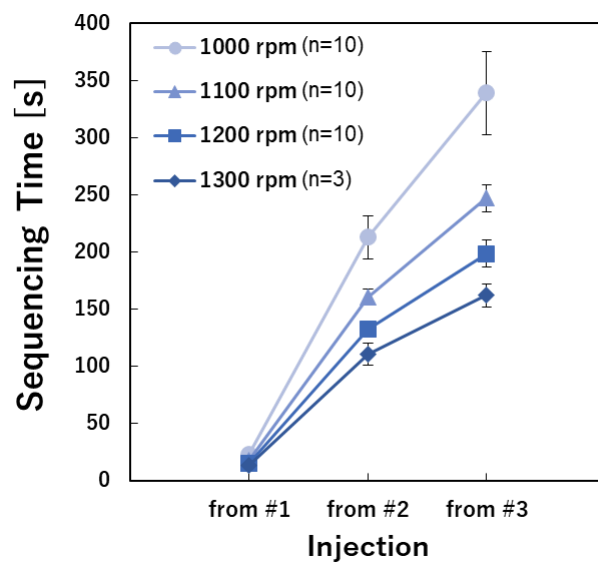 Sequencing Time [s]
400
350
300
250
200
150
100
50
0
1000 rpm (n=10)
1100 rpm (n=10)
1200 rpm (n=10)
1300 rpm (n=3)
from #1
from #2
from #3
Injection